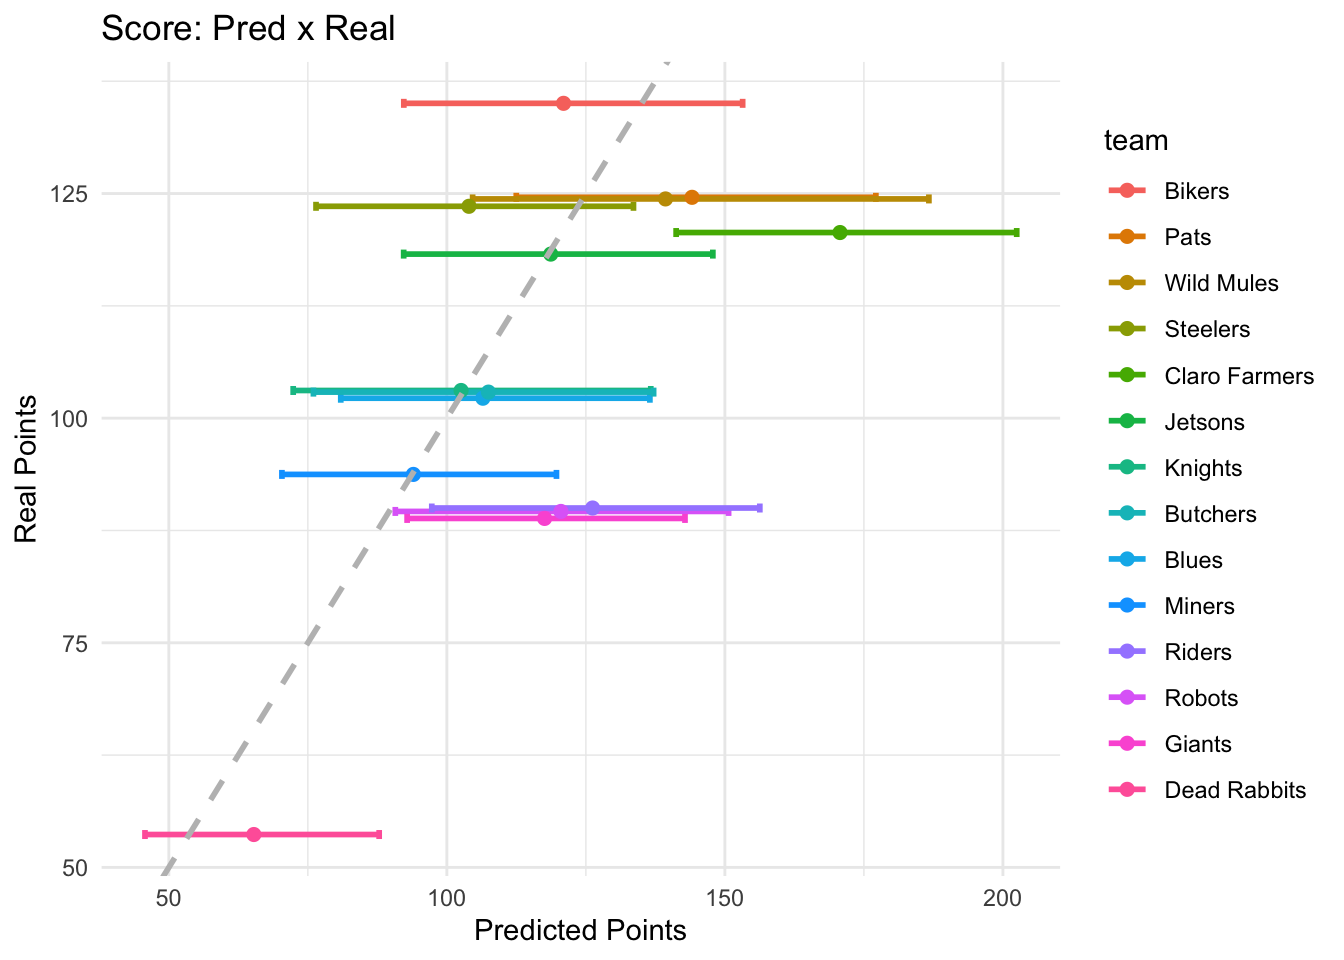 Score: Pred x Real
Real Points
125
100
75
50
50
100
150
200
Predicted Points
team
Bikers
Pats
Wild Mules
Steelers
Claro Farmers
Jetsons
Knights
Butchers
Blues
Miners
Riders
Robots
Giants
Dead Rabbits